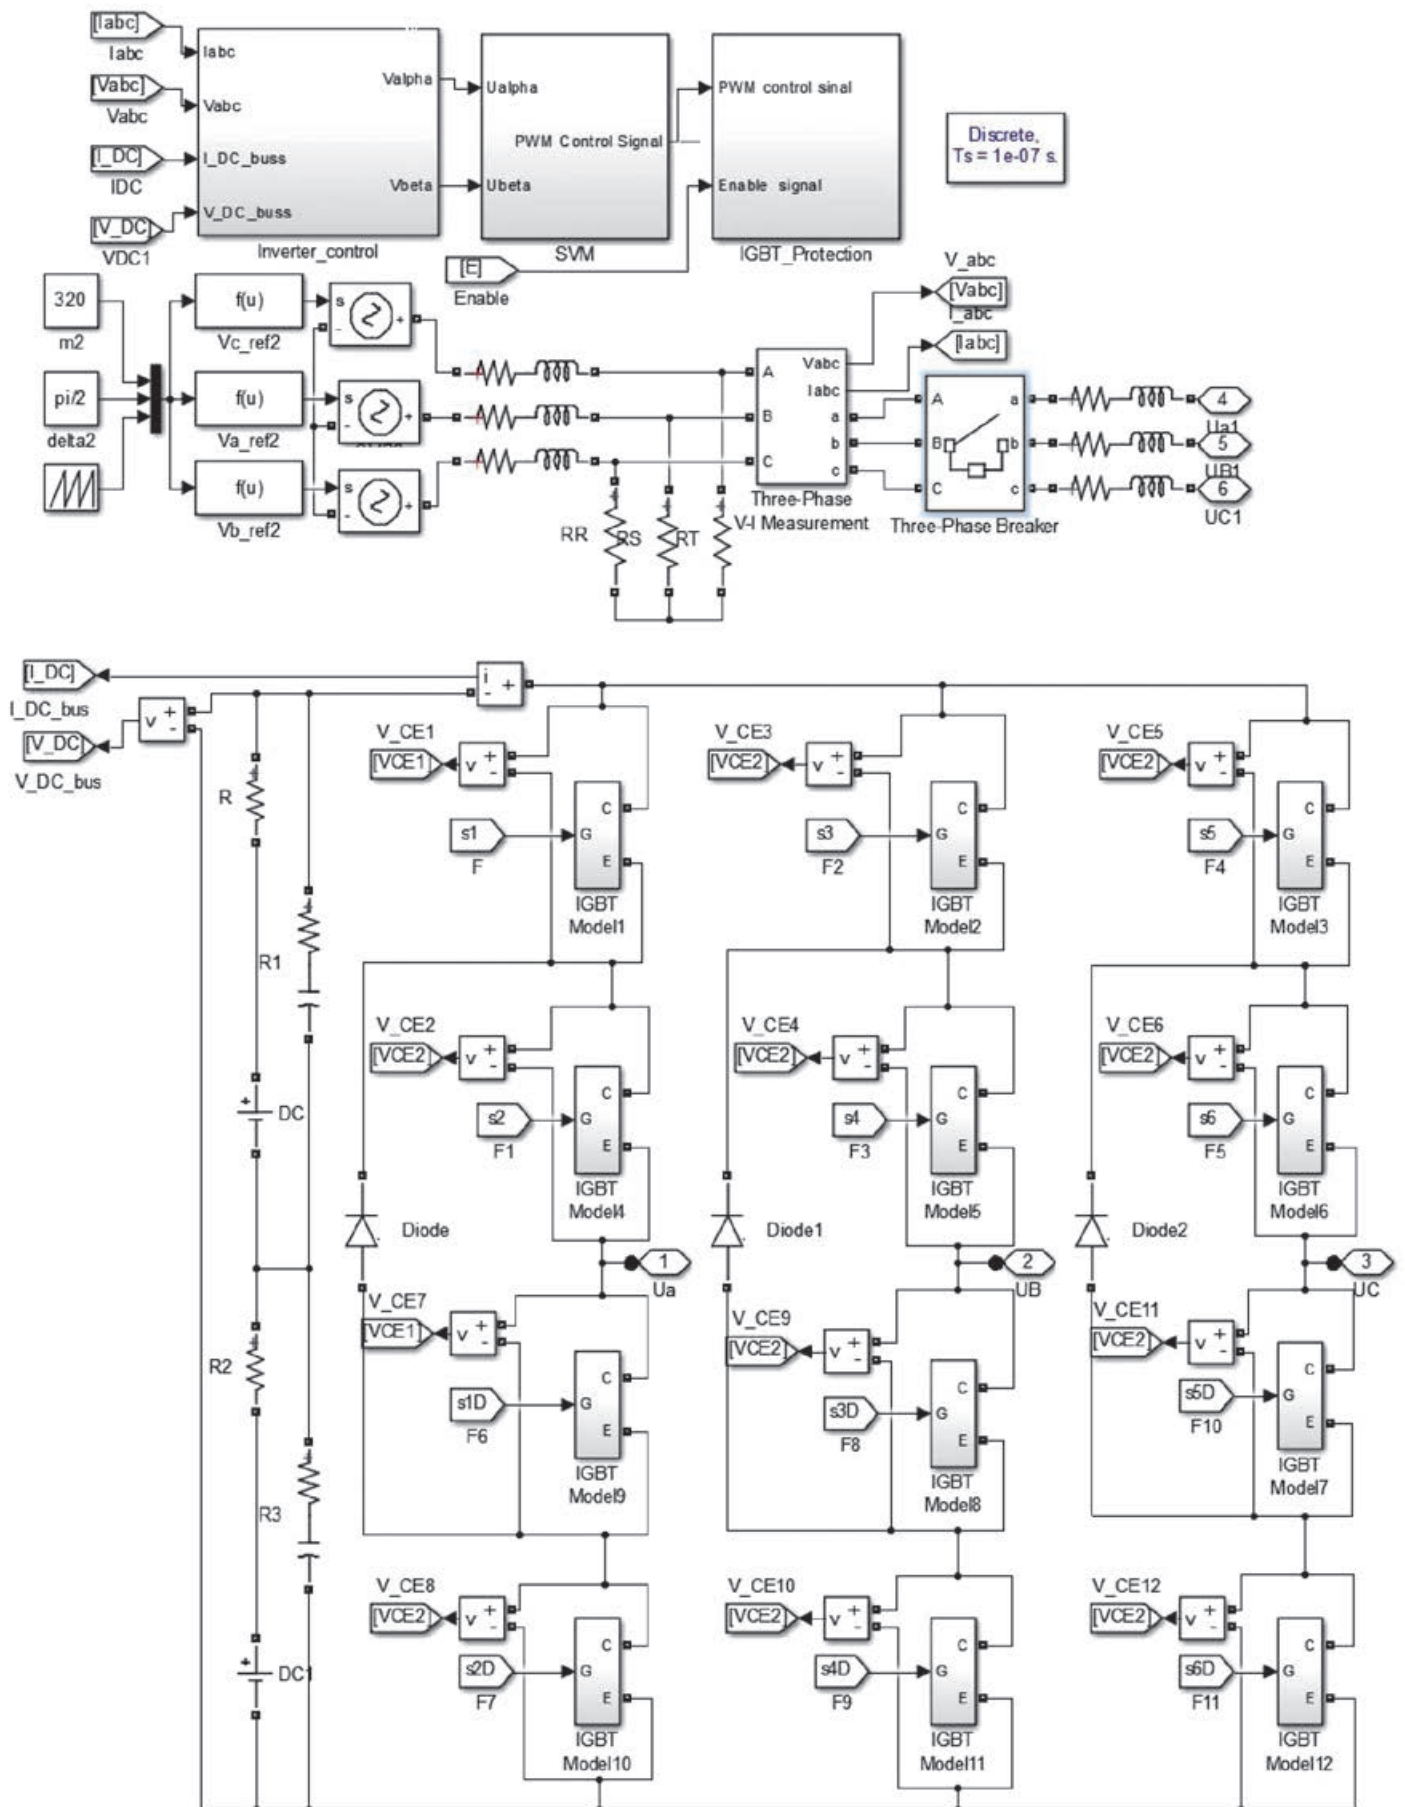 [Iabc]
Iabc
[Vabc]
Vabc
[I_DC]
IDC
[V_DC]
VDC1
Iabc
Vabc
I_DC_buss
V_DC_buss
Valpha
Vbeta
Inverter_control
Ualpha
PWM Control Signal
Ubeta
SVM
PWM control sinal
Enable signal
IGBT_Protection
[E]
Enable
Discrete,
Ts = 1e-07 s.
320
m2
pi/2
delta2
f(u)
Vc_ref2
f(u)
Va_ref2
f(u)
Vb_ref2
s
-
+
s
-
+
s
-
+
RR
RS
RT
A
B
C
Vabc
Iabc
a
b
c
Three-Phase
V-I Measurement
V_abc
[Vabc]
I_abc
[Iabc]
A
B
C
a
b
c
Three-Phase Breaker
4
Ua1
5
UB1
6
UC1
[I_DC]
I_DC_bus
[V_DC]
V_DC_bus
v
+
-
i
-
+
R
R1
+
DC
R2
R3
+
DC1
V_CE1
[VCE1]
v
+
-
s1
F
C
G
E
IGBT
Model1
V_CE3
[VCE2]
v
+
-
s3
F2
C
G
E
IGBT
Model2
V_CE5
[VCE2]
v
+
-
s5
F4
C
G
E
IGBT
Model3
V_CE2
[VCE2]
v
+
-
s2
F1
C
G
E
IGBT
Model4
V_CE4
[VCE2]
v
+
-
s4
F3
C
G
E
IGBT
Model5
V_CE6
[VCE2]
v
+
-
s6
F5
C
G
E
IGBT
Model6
Diode
1
Ua
Diode1
2
UB
Diode2
3
UC
V_CE7
[VCE1]
v
+
-
s1D
F6
C
G
E
IGBT
Model9
V_CE9
[VCE2]
v
+
-
s3D
F8
C
G
E
IGBT
Model8
V_CE11
[VCE2]
v
+
-
s5D
F10
C
G
E
IGBT
Model7
V_CE8
[VCE2]
v
+
-
s2D
F7
C
G
E
IGBT
Model10
V_CE10
[VCE2]
v
+
-
s4D
F9
C
G
E
IGBT
Model11
V_CE12
[VCE2]
v
+
-
s6D
F11
C
G
E
IGBT
Model12